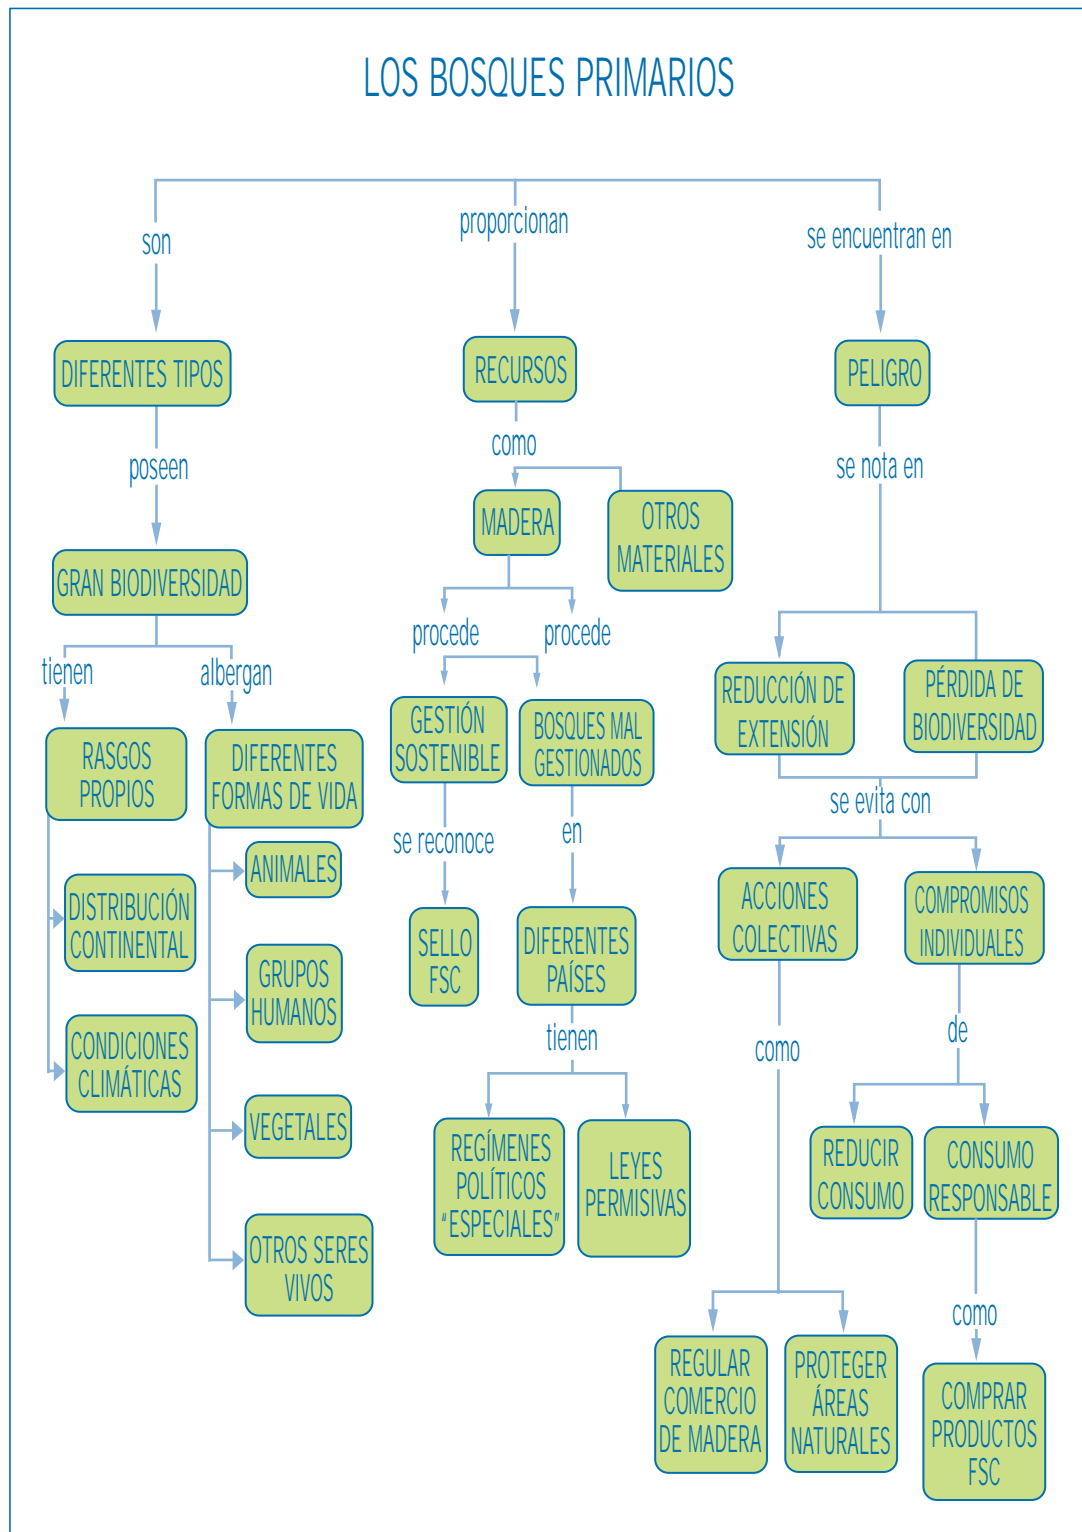 LOS BOSQUES PRIMARIOS
son
proporcionan
se encuentran en
DIFERENTES TIPOS
RECURSOS
PELIGRO
poseen
como
se nota en
GRAN BIODIVERSIDAD
MADERA
OTROS
MATERIALES
tienen
albergan
procede
procede
RASGOS
PROPIOS
DIFERENTES
FORMAS DE VIDA
GESTIÓN
SOSTENIBLE
BOSQUES MAL
GESTIONADOS
REDUCCIÓN DE
EXTENSIÓN
PÉRDIDA DE
BIODIVERSIDAD
se evita con
DISTRIBUCIÓN
CONTINENTAL
CONDICIONES
CLIMÁTICAS
ANIMALES
GRUPOS
HUMANOS
VEGETALES
OTROS SERES
VIVOS
se reconoce
en
SELLO
FSC
DIFERENTES
PAÍSES
tienen
REGÍMENES
POLÍTICOS
"ESPECIALES"
LEYES
PERMISIVAS
ACCIONES
COLECTIVAS
COMPROMISOS
INDIVIDUALES
como
de
REDUCIR
CONSUMO
CONSUMO
RESPONSABLE
como
REGULAR
COMERCIO
DE MADERA
PROTEGER
ÁREAS
NATURALES
COMPRAR
PRODUCTOS
FSC